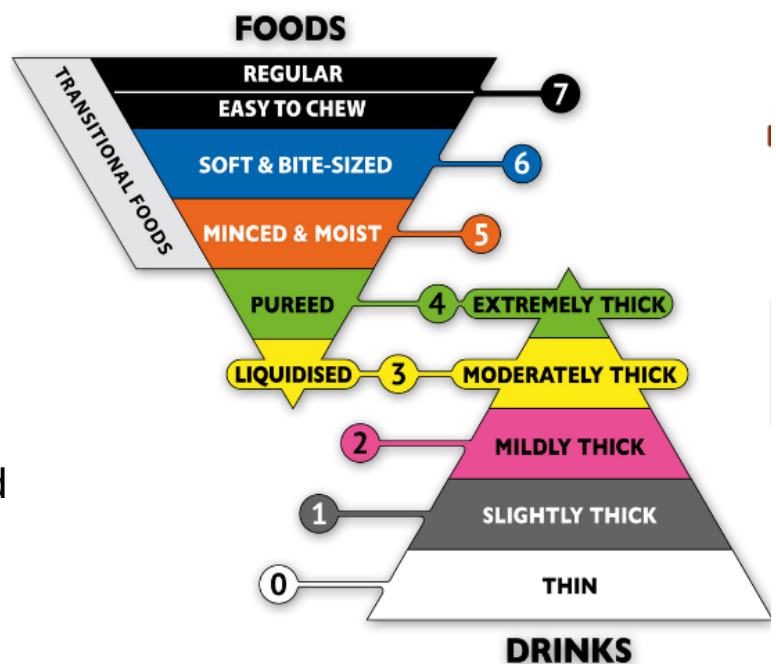 FOODS
REGULAR
EASY TO CHEW
7
TRANSITIONAL FOODS
SOFT & BITE-SIZED
6
MINCED & MOIST
5
PUREED
4
EXTREMELY THICK
LIQUIDISED
3
MODERATELY THICK
2
MILDLY THICK
d
1
SLIGHTLY THICK
0
THIN
DRINKS